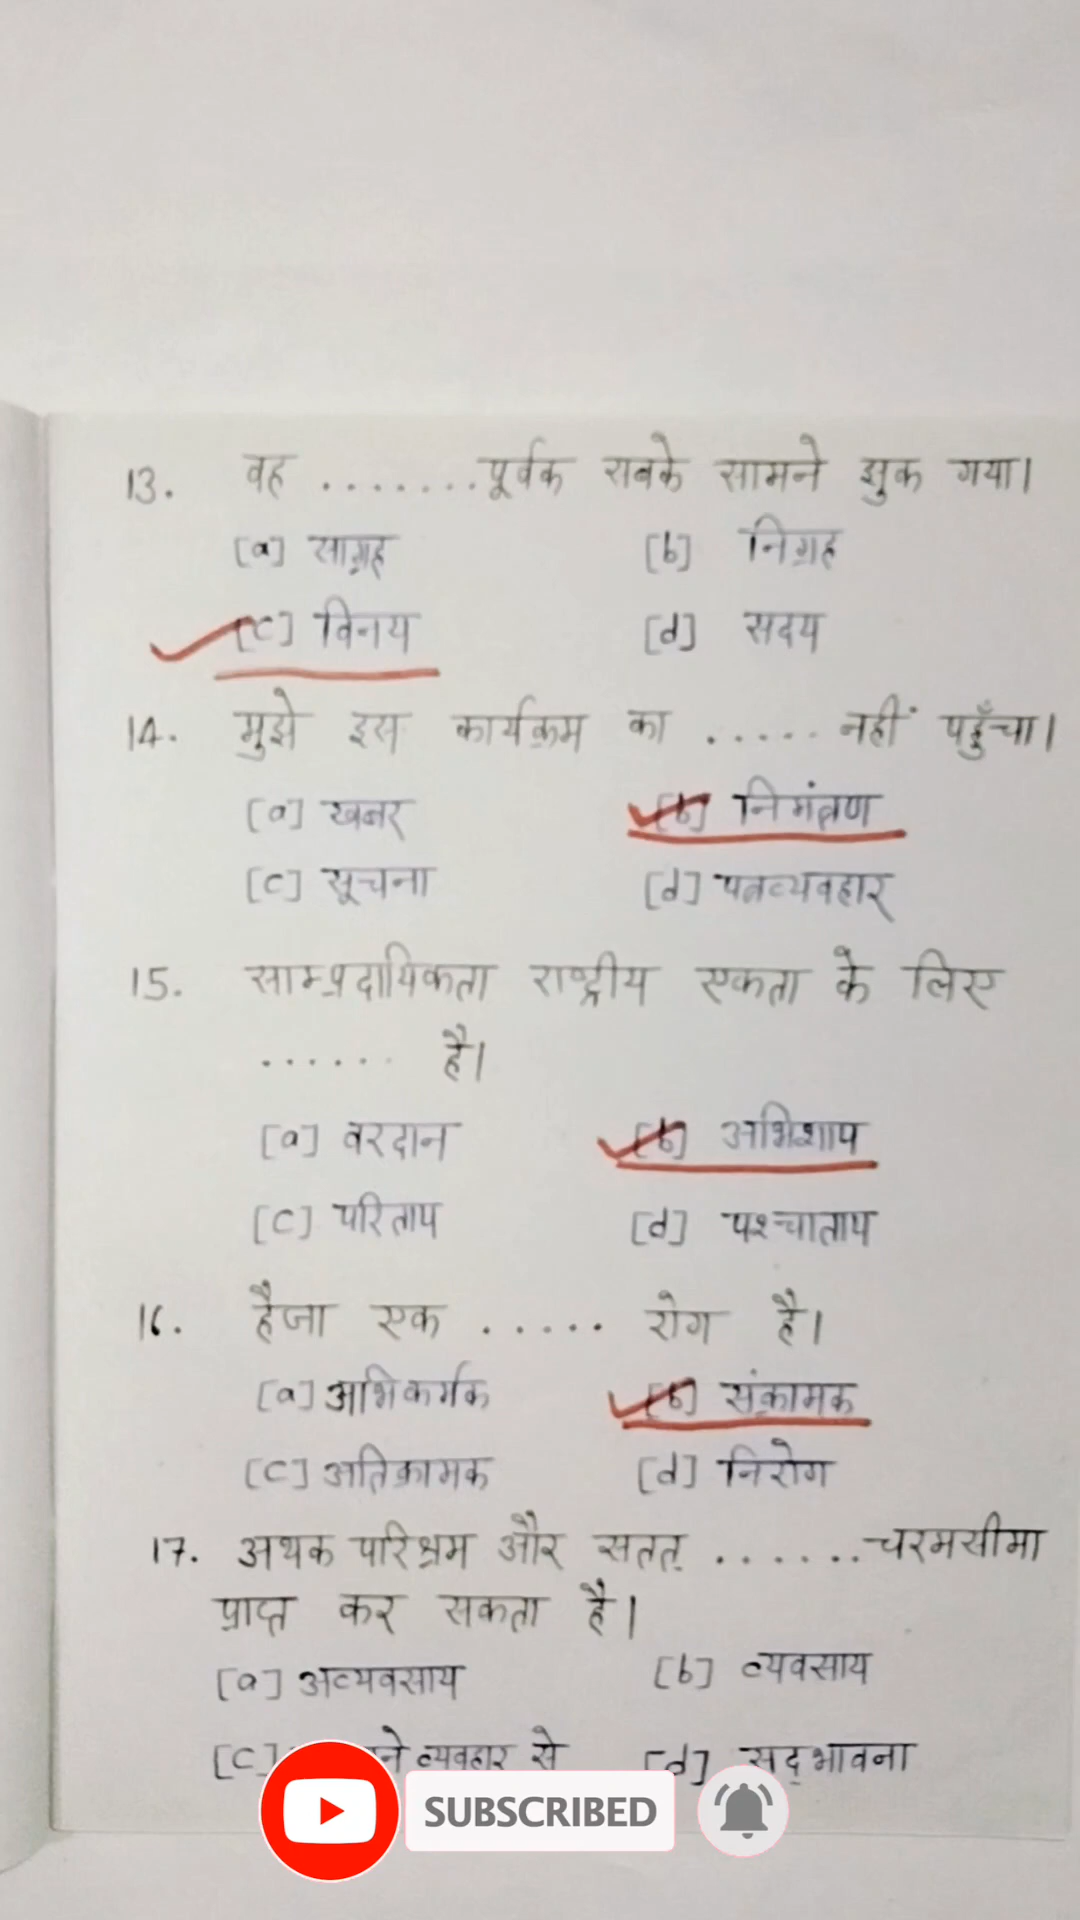 13. वह ....... पूर्वक सबके सामने झुक गया।
[a] साग्रह [b] निग्रह
[c] विनय [d] सदय
14. मुझे इस कार्यक्रम का ..... नहीं पहुँचा।
[a] खबर [b] निमंत्रण
[c] सूचना [d] पत्रव्यवहार
15. साम्प्रदायिकता राष्ट्रीय एकता के लिए
...... है।
[a] वरदान [b] अभिशाप
[c] परिताप [d] पश्चाताप
16. हैजा एक ..... रोग है।
[a] अभिकर्मक [b] संक्रामक
[c] अतिक्रामक [d] निरोग
17. अथक परिश्रम और सतत् ....... चरमसीमा
प्राप्त कर सकता है।
[a] अव्यवसाय [b] व्यवसाय
[c] व्यवहार से [d] सद्भावना
SUBSCRIBED